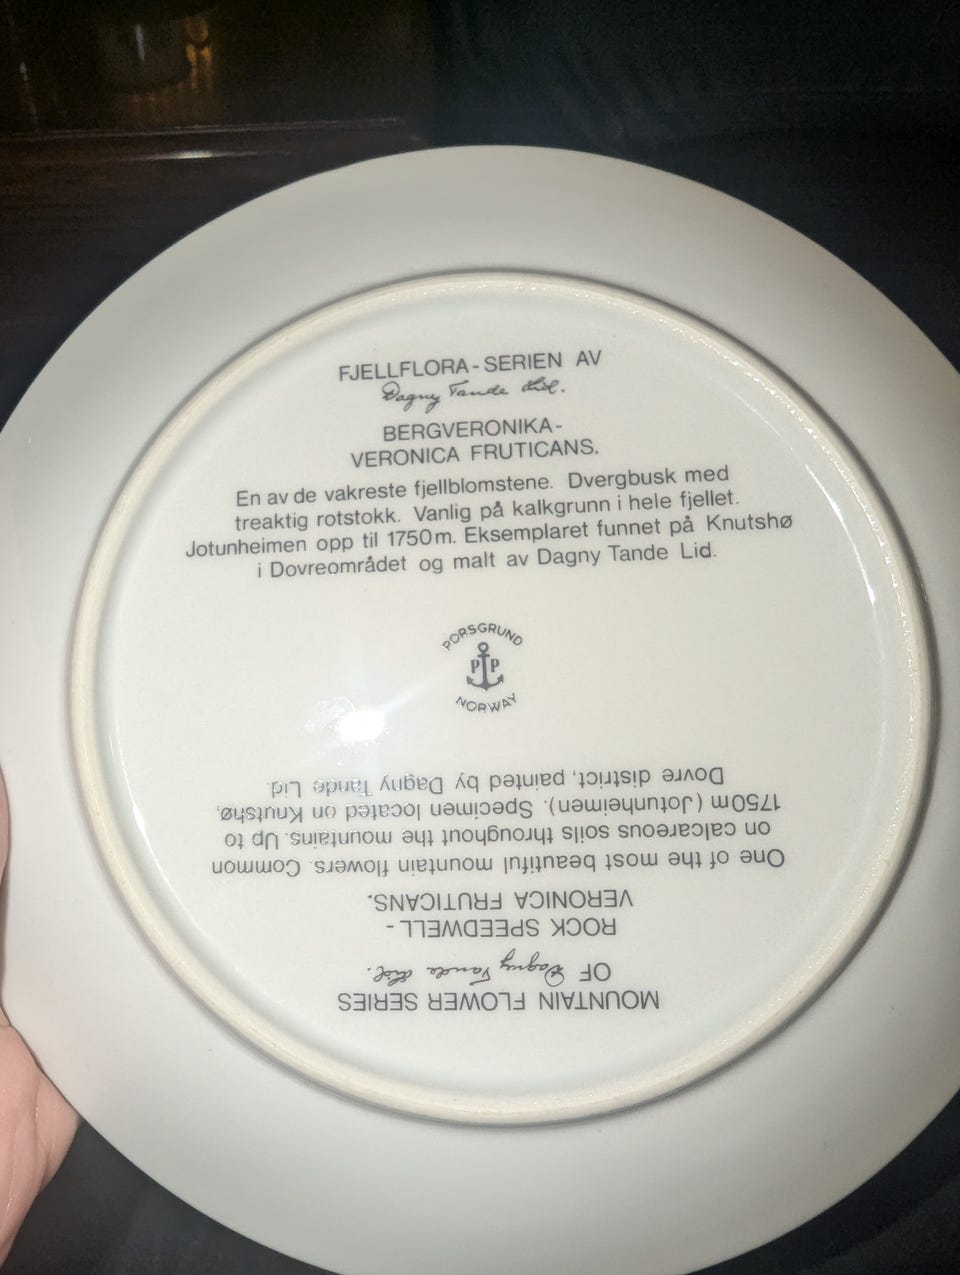 FJELLFLORA-SERIEN AV
Dagny Tande Lid.
BERGVERONIKA-
VERONICA FRUTICANS.
En av de vakreste fjellblomstene. Dvergbusk med
treaktig rotstokk. Vanlig på kalkgrunn i hele fjellet.
Jotunheimen opp til 1750m. Eksemplaret funnet på Knutshø
i Dovreområdet og malt av Dagny Tande Lid.
PORSGRUND
P P
NORWAY
MOUNTAIN FLOWER SERIES
OF Dagny Tande Lid.
ROCK SPEEDWELL-
VERONICA FRUTICANS.
One of the most beautiful mountain flowers. Common
on calcareous soils throughout the mountains. Up to
1750m (Jotunheimen). Specimen located on Knutshø,
Dovre district, painted by Dagny Tande Lid.